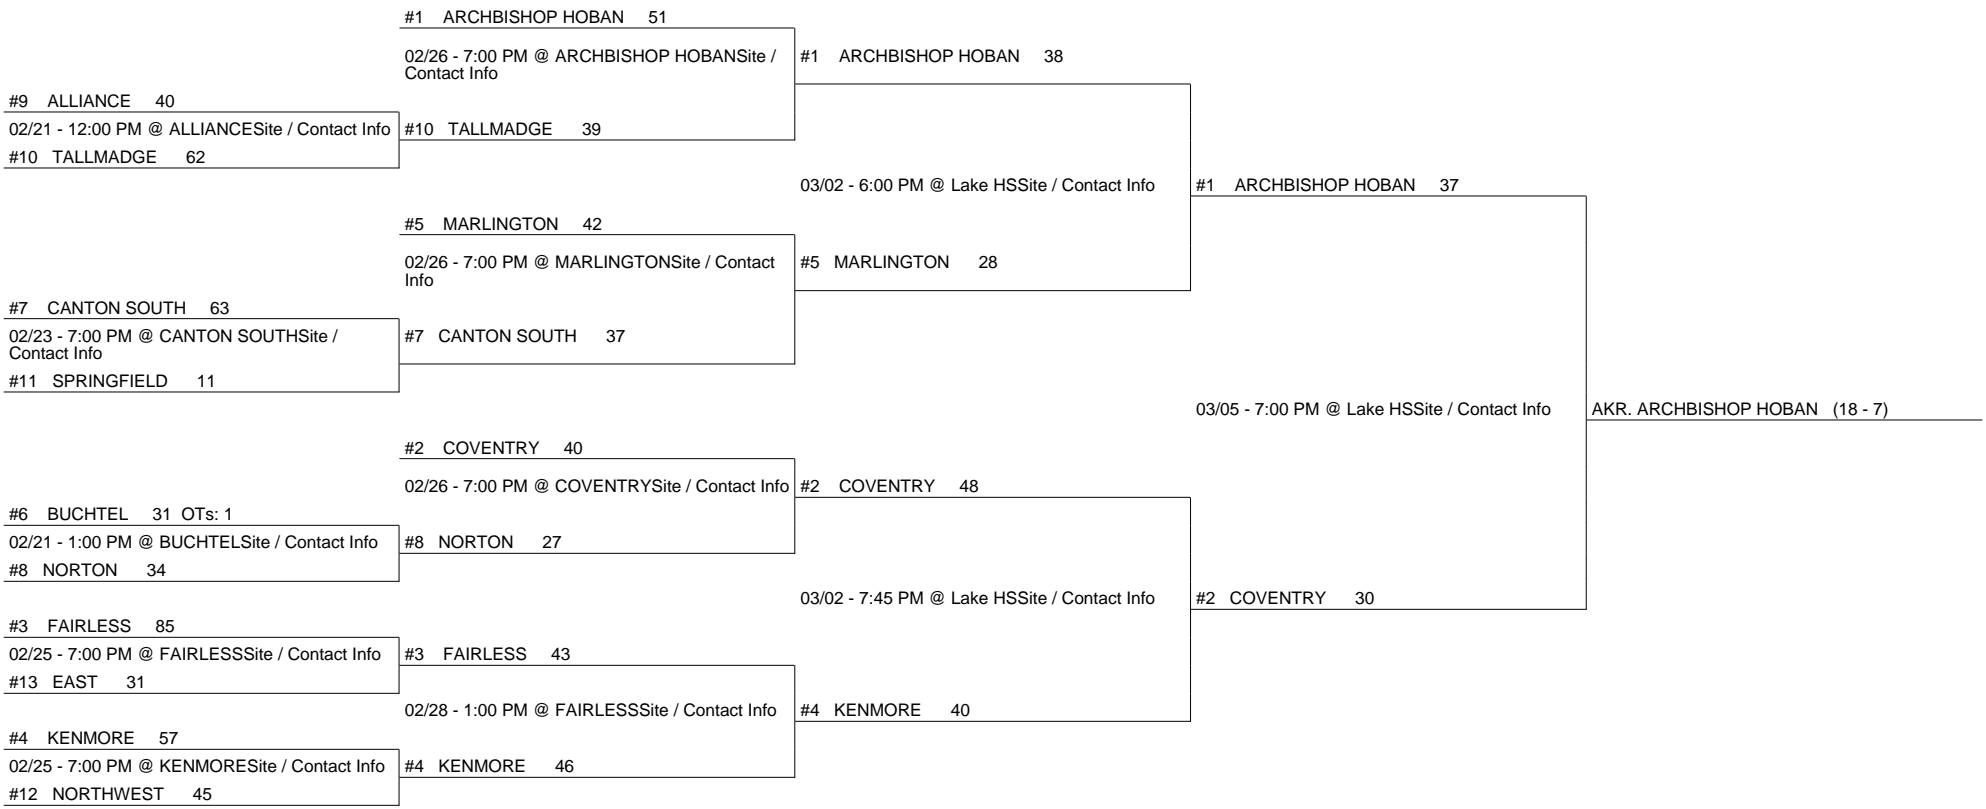 #1 ARCHBISHOP HOBAN 51
02/26 - 7:00 PM @ ARCHBISHOP HOBANSite /
Contact Info
#1 ARCHBISHOP HOBAN 38
#9 ALLIANCE 40
02/21 - 12:00 PM @ ALLIANCESite / Contact Info
#10 TALLMADGE 39
#10 TALLMADGE 62
03/02 - 6:00 PM @ Lake HSSite / Contact Info
#1 ARCHBISHOP HOBAN 37
#5 MARLINGTON 42
02/26 - 7:00 PM @ MARLINGTONSite / Contact
Info
#5 MARLINGTON 28
#7 CANTON SOUTH 63
02/23 - 7:00 PM @ CANTON SOUTHSite /
Contact Info
#7 CANTON SOUTH 37
#11 SPRINGFIELD 11
03/05 - 7:00 PM @ Lake HSSite / Contact Info
AKR. ARCHBISHOP HOBAN (18 - 7)
#2 COVENTRY 40
02/26 - 7:00 PM @ COVENTRYSite / Contact Info
#2 COVENTRY 48
#6 BUCHTEL 31 OTs: 1
02/21 - 1:00 PM @ BUCHTELSite / Contact Info
#8 NORTON 27
#8 NORTON 34
03/02 - 7:45 PM @ Lake HSSite / Contact Info
#2 COVENTRY 30
#3 FAIRLESS 85
02/25 - 7:00 PM @ FAIRLESSSite / Contact Info
#3 FAIRLESS 43
#13 EAST 31
02/28 - 1:00 PM @ FAIRLESSSite / Contact Info
#4 KENMORE 40
#4 KENMORE 57
02/25 - 7:00 PM @ KENMORESite / Contact Info
#4 KENMORE 46
#12 NORTHWEST 45